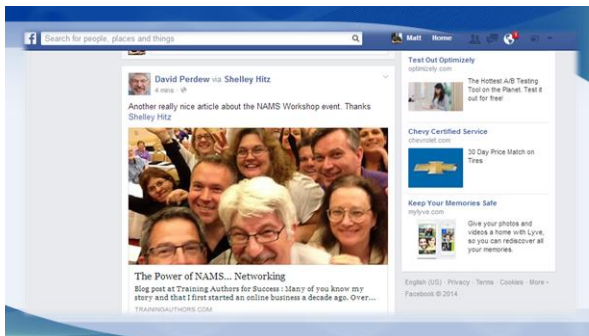 Search for people, places and things
Matt Home
David Perdew via Shelley Hitz
4 mins
Another really nice article about the NAMS Workshop event. Thanks
Shelley Hitz
The Power of NAMS... Networking
Blog post at Training Authors for Success : Many of you know my
story and that I first started an online business a decade ago. Over...
TRAININGAUTHORS.COM
Test Out Optimizely
optimizely.com
The Hottest A/B Testing
Tool on the Planet. Test it
out for free!
Chevy Certified Service
chevrolet.com
30 Day Price Match on
Tires
Keep Your Memories Safe
mylyve.com
Give your photos and
videos a home with Lyve,
so you can rediscover all
your memories.
English (US) · Privacy · Terms · Cookies · More
Facebook © 2014